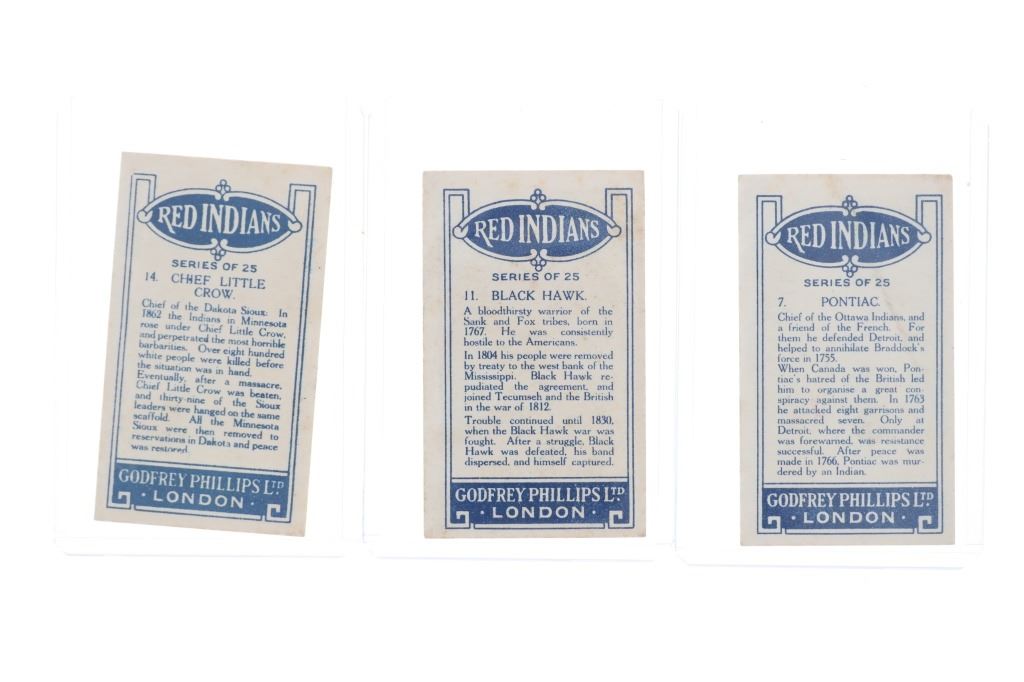 RED INDIANS
SERIES OF 25
14. CHIEF LITTLE
CROW.
Chief of the Dakota Sioux. In
1862 the Indians in Minnesota
rose under Chief Little Crow,
and perpetrated the most horrible
barbarities. Over eight hundred
white people were killed before
the situation was in hand.
Eventually, after a massacre,
Chief Little Crow was beaten,
and thirty-nine of the Sioux
leaders were hanged on the same
scaffold. All the Minnesota
Sioux were then removed to
reservations in Dakota and peace
was restored.
GODFREY PHILLIPS LTD.
· LONDON ·
RED INDIANS
SERIES OF 25
11. BLACK HAWK.
A bloodthirsty warrior of the
Sank and Fox tribes, born in
1767. He was consistently
hostile to the Americans.
In 1804 his people were removed
by treaty to the west bank of the
Mississippi. Black Hawk re-
pudiated the agreement, and
joined Tecumseh and the British
in the war of 1812.
Trouble continued until 1830,
when the Black Hawk war was
fought. After a struggle, Black
Hawk was defeated, his band
dispersed, and himself captured.
GODFREY PHILLIPS LTD
· LONDON ·
RED INDIANS
SERIES OF 25
7. PONTIAC.
Chief of the Ottawa Indians, and
a friend of the French. For
them he defended Detroit, and
helped to annihilate Braddock's
force in 1755.
When Canada was won, Pon-
tiac's hatred of the British led
him to organise a great con-
spiracy against them. In 1763
he attacked eight garrisons and
massacred seven. Only at
Detroit, where the commander
was forewarned, was resistance
successful. After peace was
made in 1766, Pontiac was mur-
dered by an Indian.
GODFREY PHILLIPS LTD
· LONDON ·